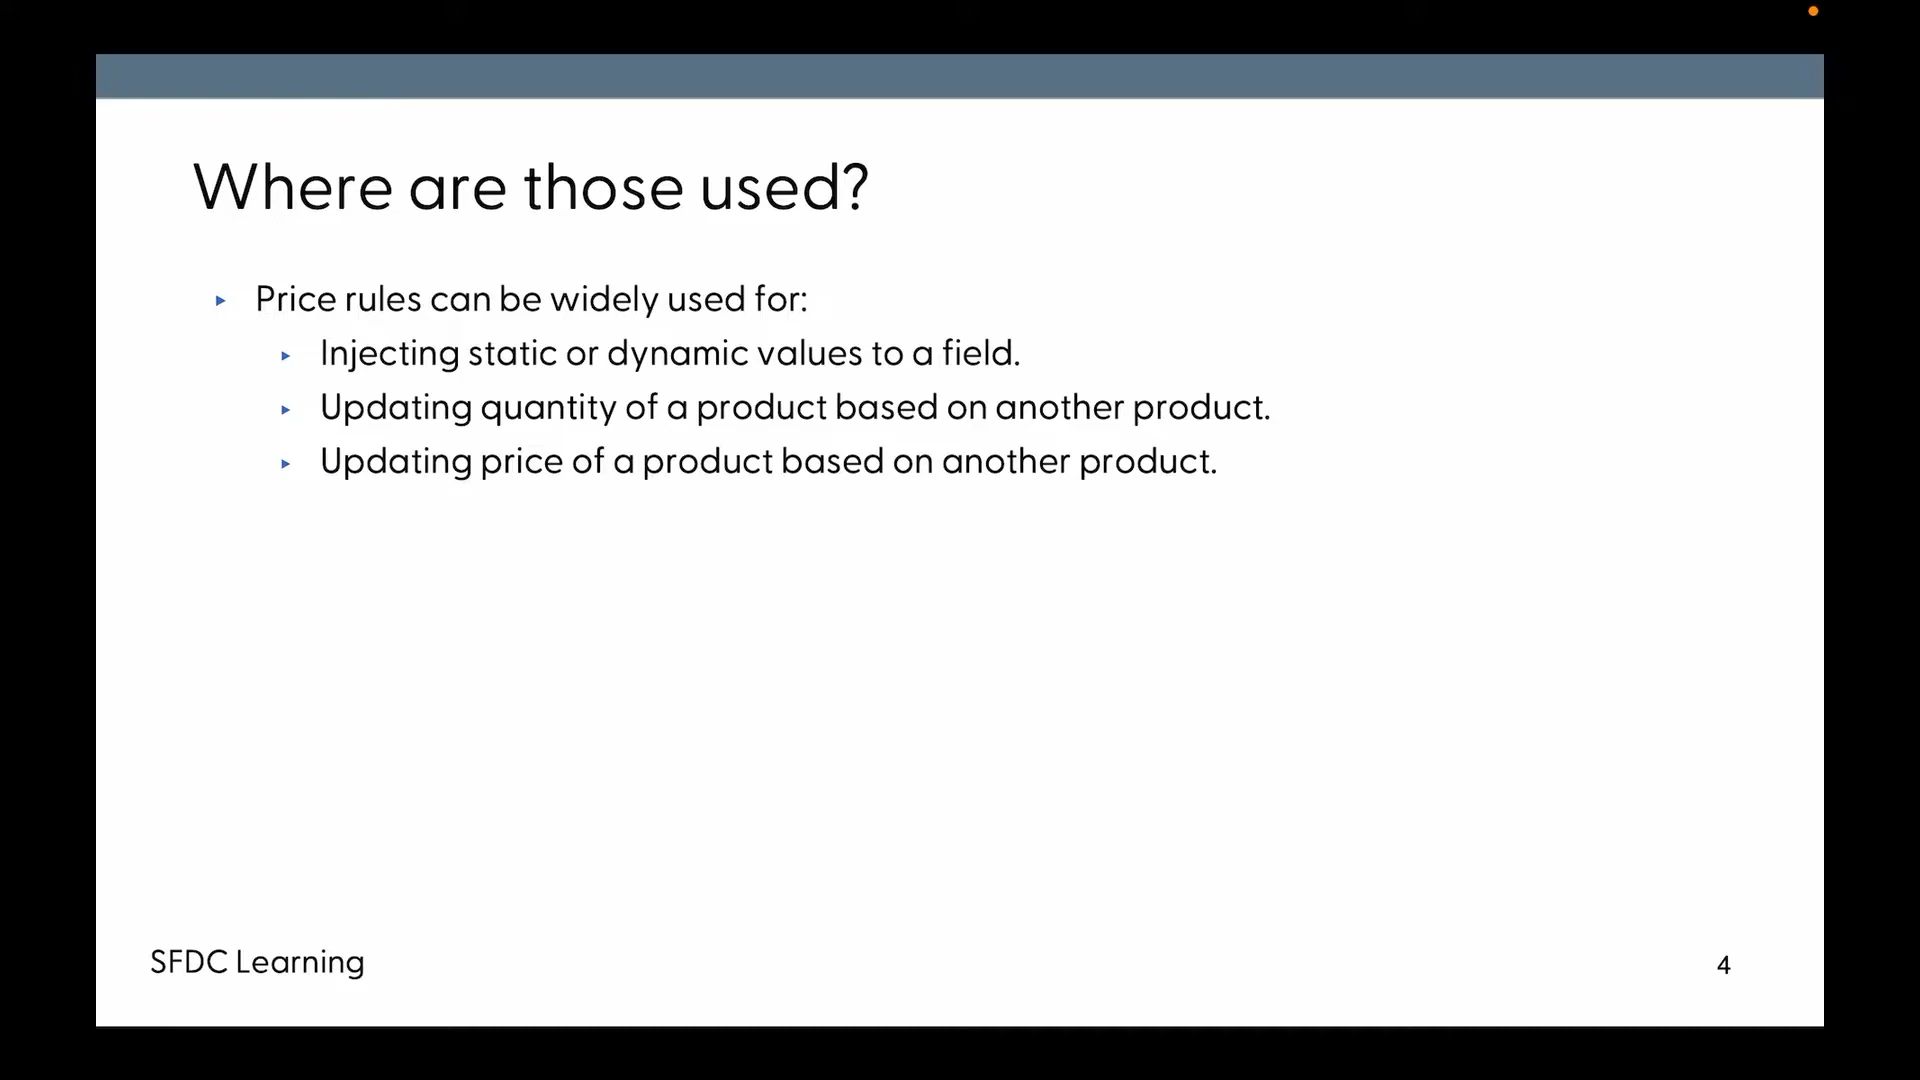 Where are those used?
Price rules can be widely used for:
Injecting static or dynamic values to a field.
Updating quantity of a product based on another product.
Updating price of a product based on another product.
SFDC Learning
4